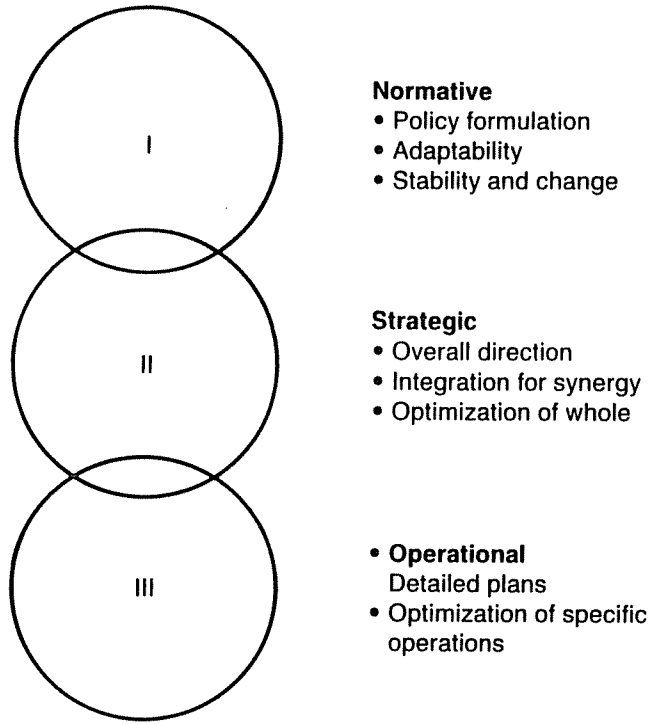 I
Normative
• Policy formulation
• Adaptability
• Stability and change
II
Strategic
• Overall direction
• Integration for synergy
• Optimization of whole
III
• Operational
Detailed plans
• Optimization of specific
operations